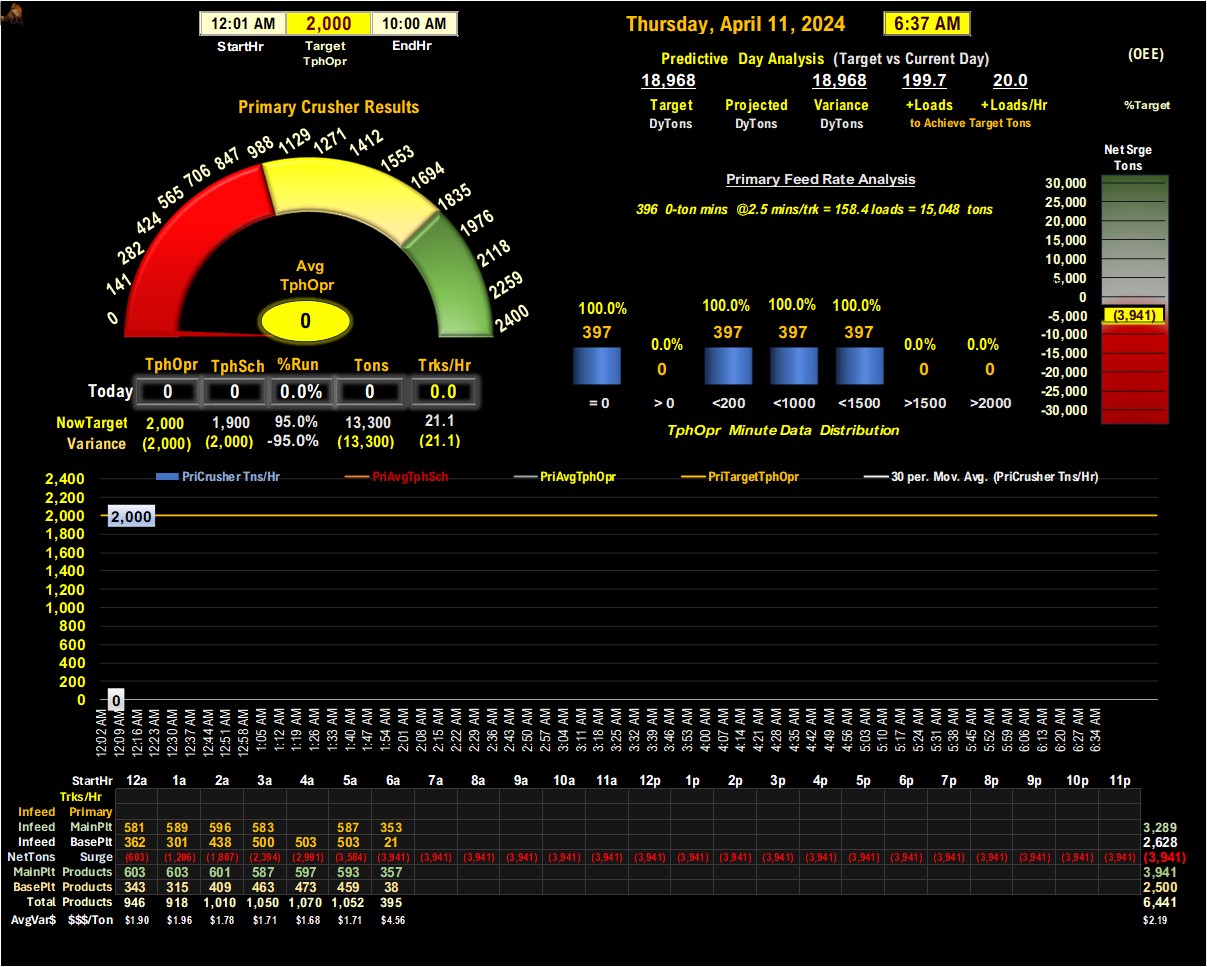 12:01 AM 2,000 10:00 AM
StartHr Target TphOpr EndHr
Thursday, April 11, 2024 6:37 AM
Predictive Day Analysis (Target vs Current Day)
(OEE)
18,968 18,968 199.7 20.0
Target Projected Variance +Loads +Loads/Hr
%Target
DyTons DyTons DyTons to Achieve Target Tons
Primary Crusher Results
0 141 282 424 565 706 847 988 1129 1271 1412 1553 1694 1835 1976 2118 2259 2400
Avg
TphOpr
0
Primary Feed Rate Analysis
396 0-ton mins @2.5 mins/trk = 158.4 loads = 15,048 tons
Net Srge
Tons
30,000
25,000
20,000
15,000
10,000
5,000
0
-5,000
(3,941)
-10,000
-15,000
-20,000
-25,000
-30,000
100.0% 0.0% 100.0% 100.0% 100.0% 0.0% 0.0%
397 0 397 397 397 0 0
= 0 > 0 <200 <1000 <1500 >1500 >2000
TphOpr Minute Data Distribution
TphOpr TphSch %Run Tons Trks/Hr
Today 0 0 0.0% 0 0.0
NowTarget 2,000 1,900 95.0% 13,300 21.1
Variance (2,000) (2,000) -95.0% (13,300) (21.1)
PriCrusher Tns/Hr PriAvgTphSch PriAvgTphOpr PriTargetTphOpr 30 per. Mov. Avg. (PriCrusher Tns/Hr)
2,400
2,200
2,000 2,000
1,800
1,600
1,400
1,200
1,000
800
600
400
200
0 0
12:02 AM 12:09 AM 12:16 AM 12:23 AM 12:30 AM 12:37 AM 12:44 AM 12:51 AM 12:58 AM 1:05 AM 1:12 AM 1:19 AM 1:26 AM 1:33 AM 1:40 AM 1:47 AM 1:54 AM 2:01 AM 2:08 AM 2:15 AM 2:22 AM 2:29 AM 2:36 AM 2:43 AM 2:50 AM 2:57 AM 3:04 AM 3:11 AM 3:18 AM 3:25 AM 3:32 AM 3:39 AM 3:46 AM 3:53 AM 4:00 AM 4:07 AM 4:14 AM 4:21 AM 4:28 AM 4:35 AM 4:42 AM 4:49 AM 4:56 AM 5:03 AM 5:10 AM 5:17 AM 5:24 AM 5:31 AM 5:38 AM 5:45 AM 5:52 AM 5:59 AM 6:06 AM 6:13 AM 6:20 AM 6:27 AM 6:34 AM
StartHr 12a 1a 2a 3a 4a 5a 6a 7a 8a 9a 10a 11a 12p 1p 2p 3p 4p 5p 6p 7p 8p 9p 10p 11p
Trks/Hr
Infeed Primary
Infeed MainPlt 581 589 596 583 587 353 3,289
Infeed BasePlt 362 301 438 500 503 503 21 2,628
NetTons Surge (603) (1,206) (1,807) (2,394) (2,991) (3,584) (3,941) (3,941) (3,941) (3,941) (3,941) (3,941) (3,941) (3,941) (3,941) (3,941) (3,941) (3,941) (3,941) (3,941) (3,941) (3,941) (3,941) (3,941) (3,941)
MainPlt Products 603 603 601 587 597 593 357 3,941
BasePlt Products 343 315 409 463 473 459 38 2,500
Total Products 946 918 1,010 1,050 1,070 1,052 395 6,441
AvgVar$ $$$/Ton $1.90 $1.96 $1.78 $1.71 $1.68 $1.71 $4.56 $2.19